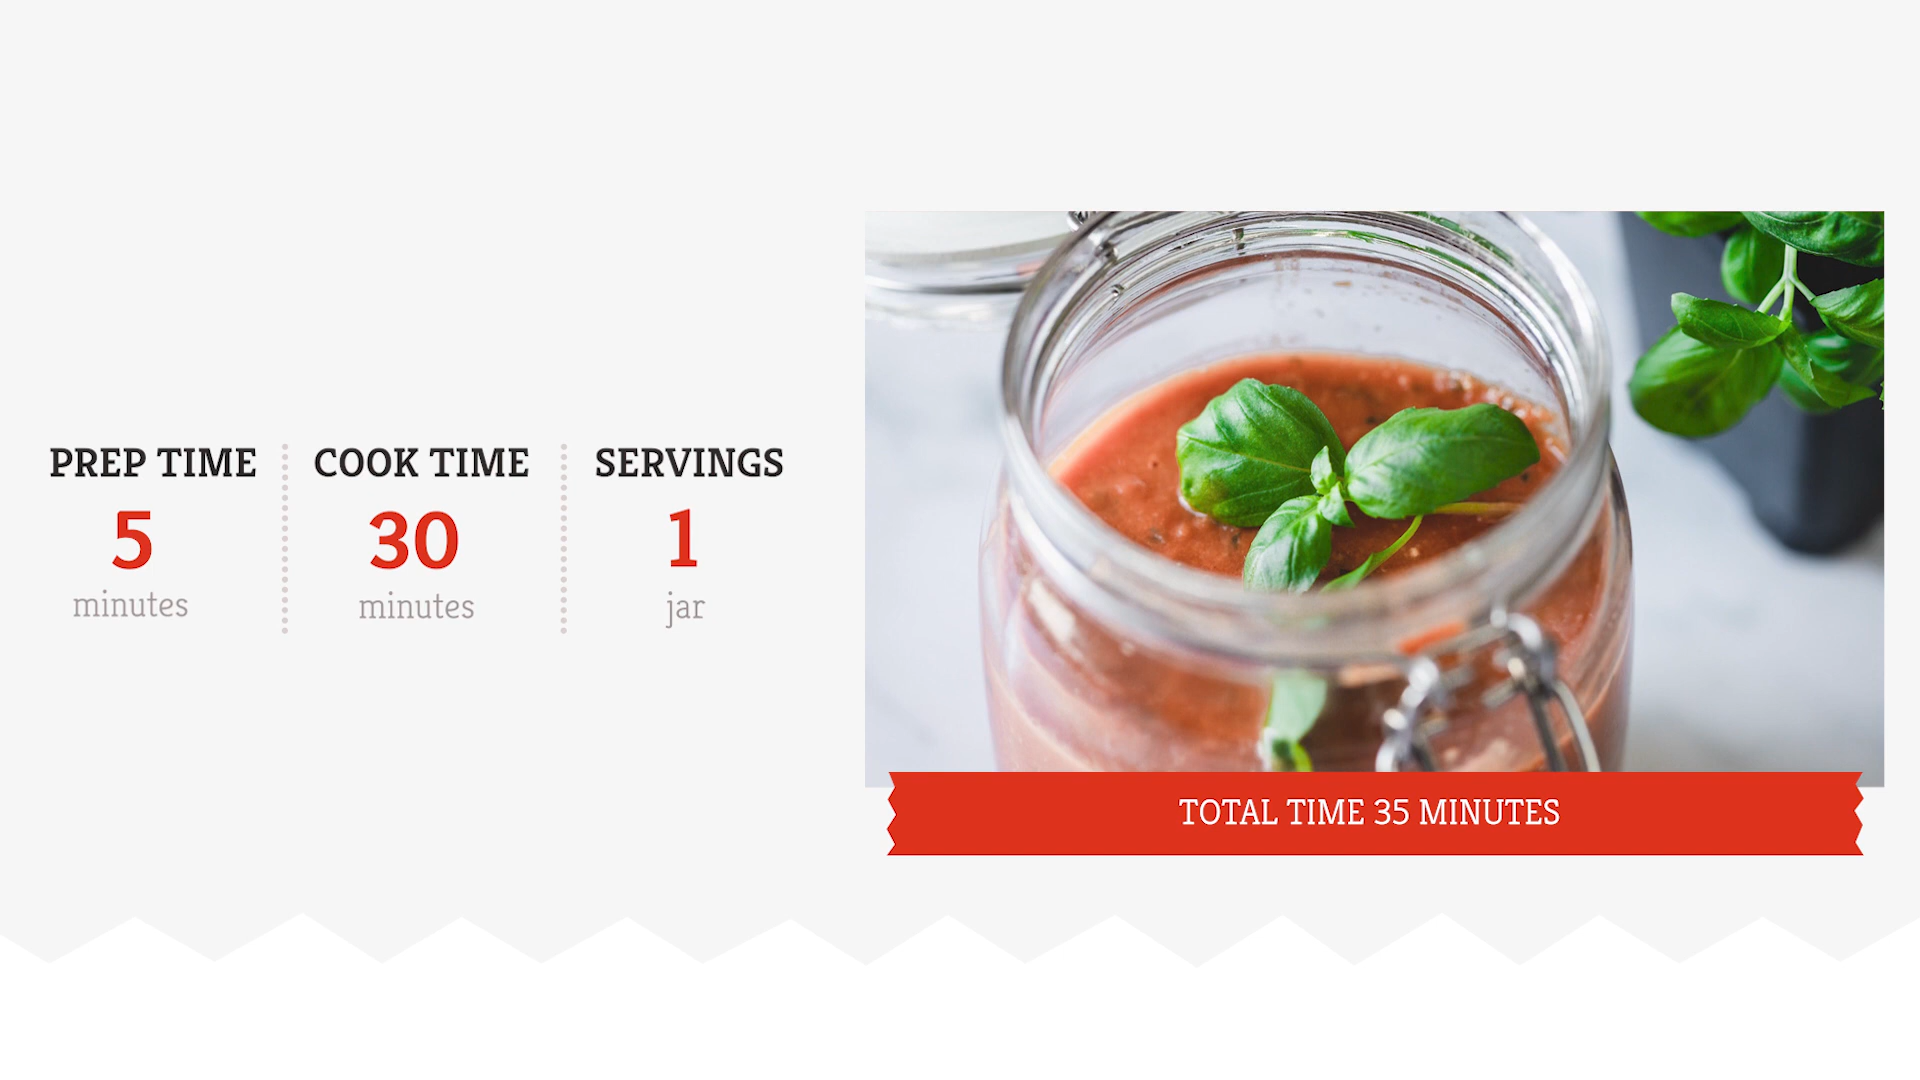 PREP TIME
5
minutes
COOK TIME
30
minutes
SERVINGS
1
jar
TOTAL TIME 35 MINUTES